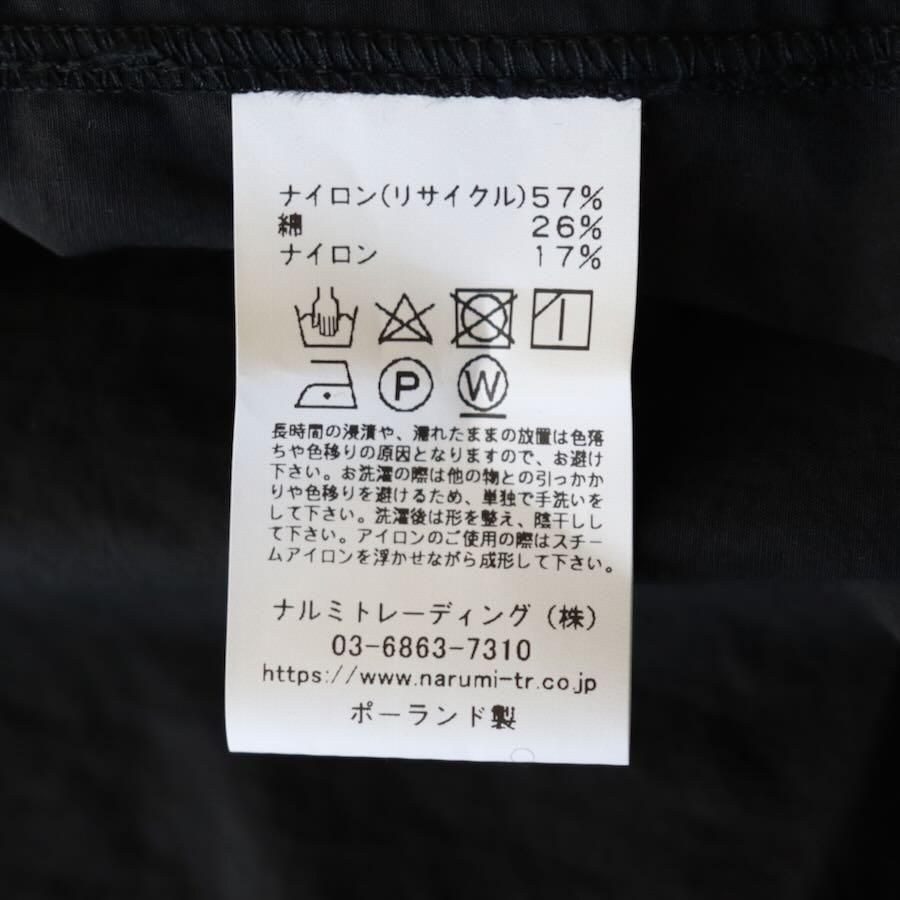 ナイロン(リサイクル)57%
綿 26%
ナイロン 17%
P W
長時間の浸漬や、濡れたままの放置は色落
ちや色移りの原因となりますので、お避け
下さい。お洗濯の際は他の物との引っかか
りや色移りを避けるため、単独で手洗いを
して下さい。洗濯後は形を整え、陰干しし
て下さい。アイロンのご使用の際はスチー
ムアイロンを浮かせながら成形して下さい。
ナルミトレーディング(株)
03-6863-7310
https://www.narumi-tr.co.jp
ポーランド製